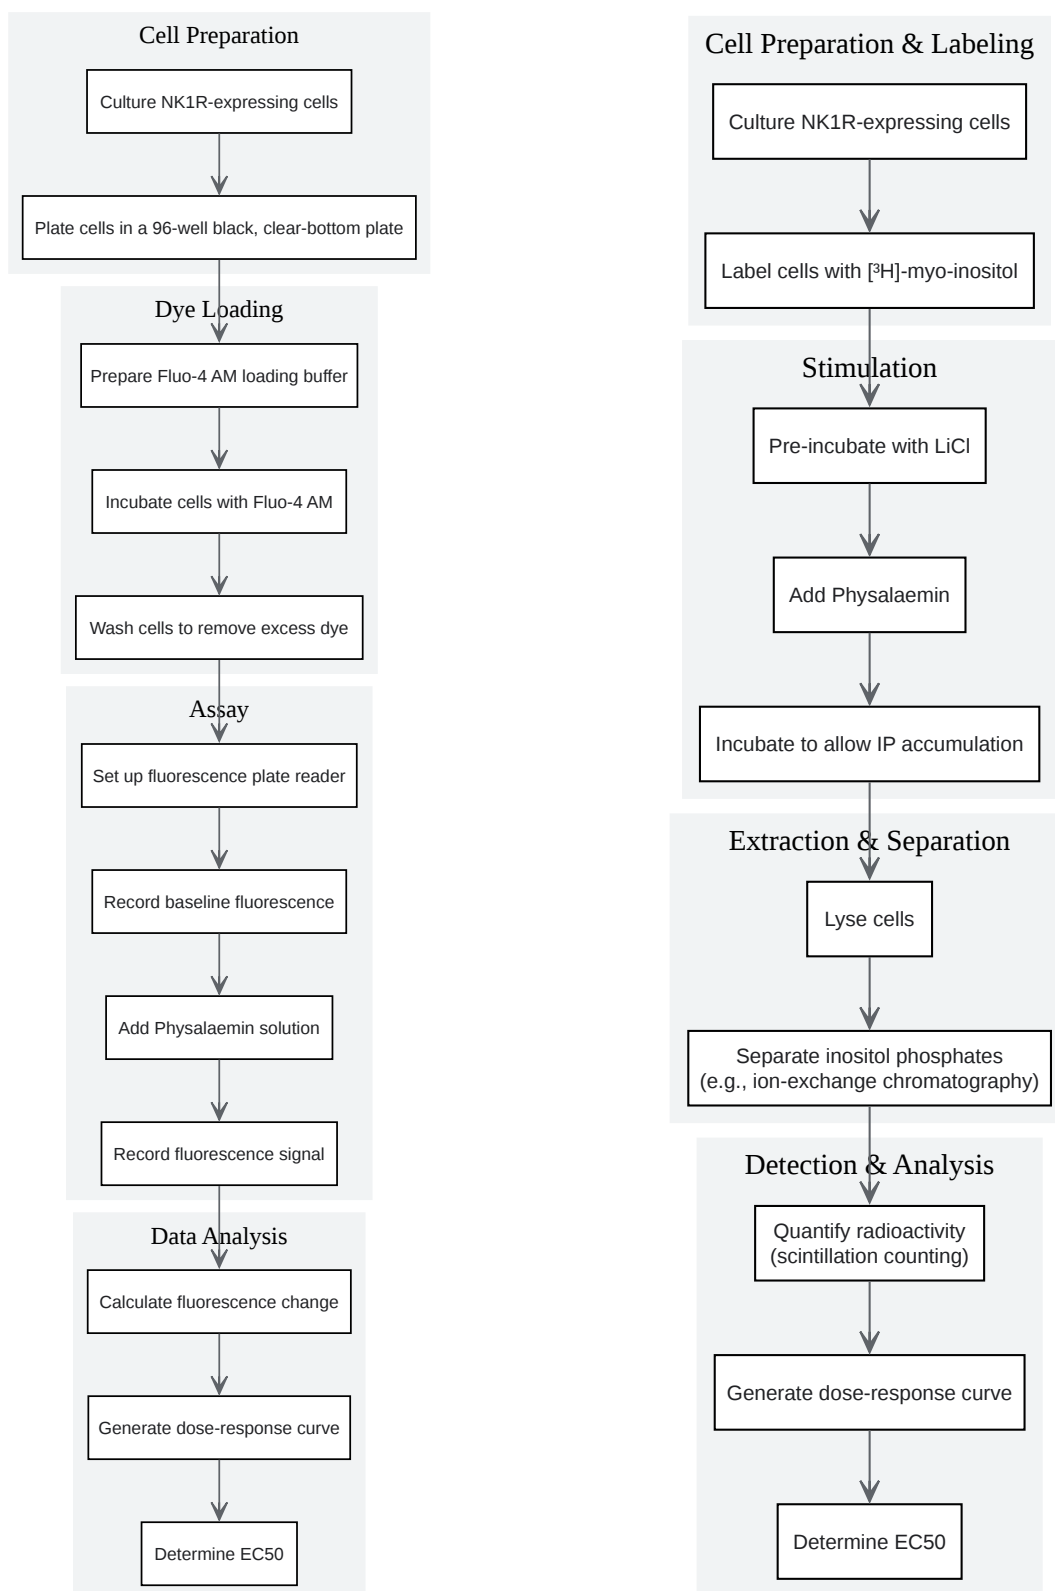 Cell Preparation
Culture NK1R-expressing cells
Plate cells in a 96-well black, clear-bottom plate
Dye Loading
Prepare Fluo-4 AM loading buffer
Incubate cells with Fluo-4 AM
Wash cells to remove excess dye
Assay
Set up fluorescence plate reader
Record baseline fluorescence
Add Physalaemin solution
Record fluorescence signal
Data Analysis
Calculate fluorescence change
Generate dose-response curve
Determine EC50
Cell Preparation & Labeling
Culture NK1R-expressing cells
Label cells with [³H]-myo-inositol
Stimulation
Pre-incubate with LiCl
Add Physalaemin
Incubate to allow IP accumulation
Extraction & Separation
Lyse cells
Separate inositol phosphates
(e.g., ion-exchange chromatography)
Detection & Analysis
Quantify radioactivity
(scintillation counting)
Generate dose-response curve
Determine EC50